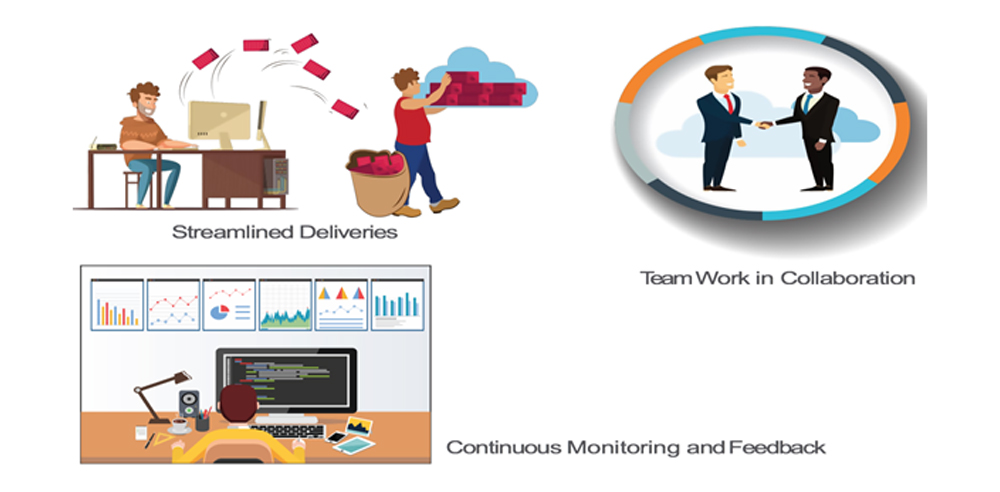 Streamlined Deliveries
Team Work in Collaboration
Continuous Monitoring and Feedback